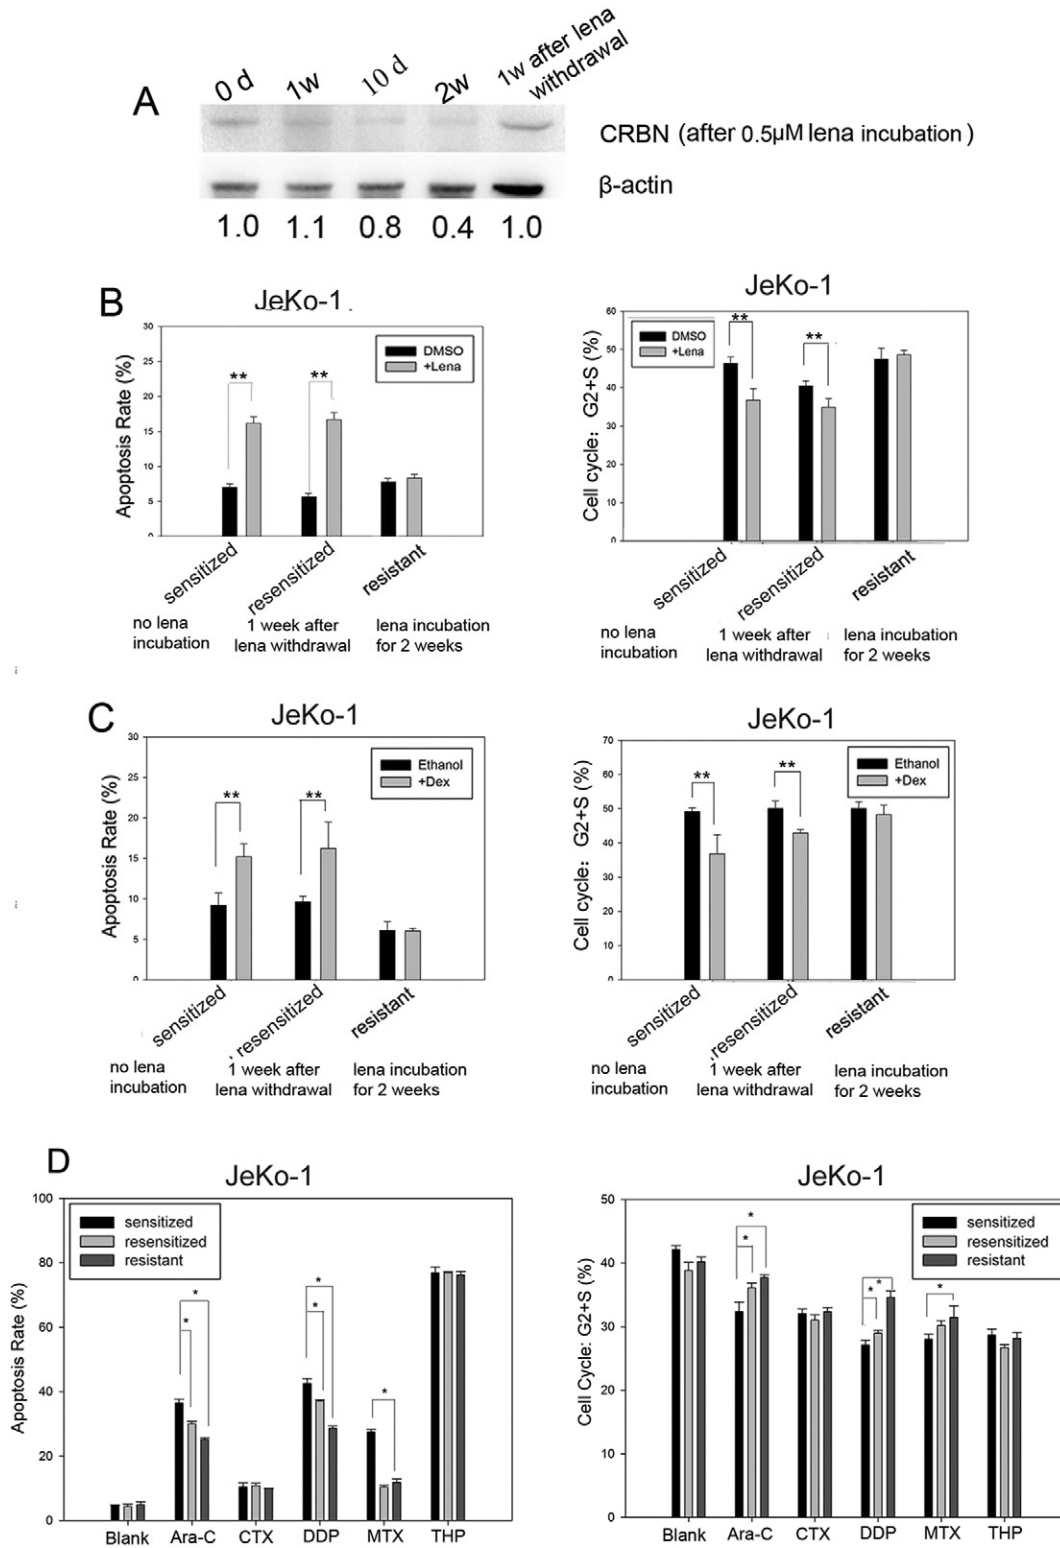 A
0 d
1w
10 d
2w
1w after lena
withdrawal
CRBN (after 0.5µM lena incubation)
β-actin
1.0 1.1 0.8 0.4 1.0
B
JeKo-1
Apoptosis Rate (%)
30
25
20
15
10
5
0
DMSO
+Lena
**
**
sensitized
resensitized
resistant
no lena
incubation
1 week after
lena withdrawal
lena incubation
for 2 weeks
JeKo-1
Cell cycle: G2+S (%)
60
50
40
30
20
10
0
DMSO
+Lena
**
**
sensitized
resensitized
resistant
no lena
incubation
1 week after
lena withdrawal
lena incubation
for 2 weeks
C
JeKo-1
Apoptosis Rate (%)
30
25
20
15
10
5
0
Ethanol
+Dex
**
**
sensitized
resensitized
resistant
no lena
incubation
1 week after
lena withdrawal
lena incubation
for 2 weeks
JeKo-1
Cell cycle: G2+S (%)
70
60
50
40
30
20
10
0
Ethanol
+Dex
**
**
sensitized
resensitized
resistant
no lena
incubation
1 week after
lena withdrawal
lena incubation
for 2 weeks
D
JeKo-1
Apoptosis Rate (%)
100
80
60
40
20
0
sensitized
resensitized
resistant
*
*
*
*
*
Blank Ara-C CTX DDP MTX THP
JeKo-1
Cell Cycle: G2+S (%)
50
40
30
20
10
0
sensitized
resensitized
resistant
*
*
*
*
*
Blank Ara-C CTX DDP MTX THP